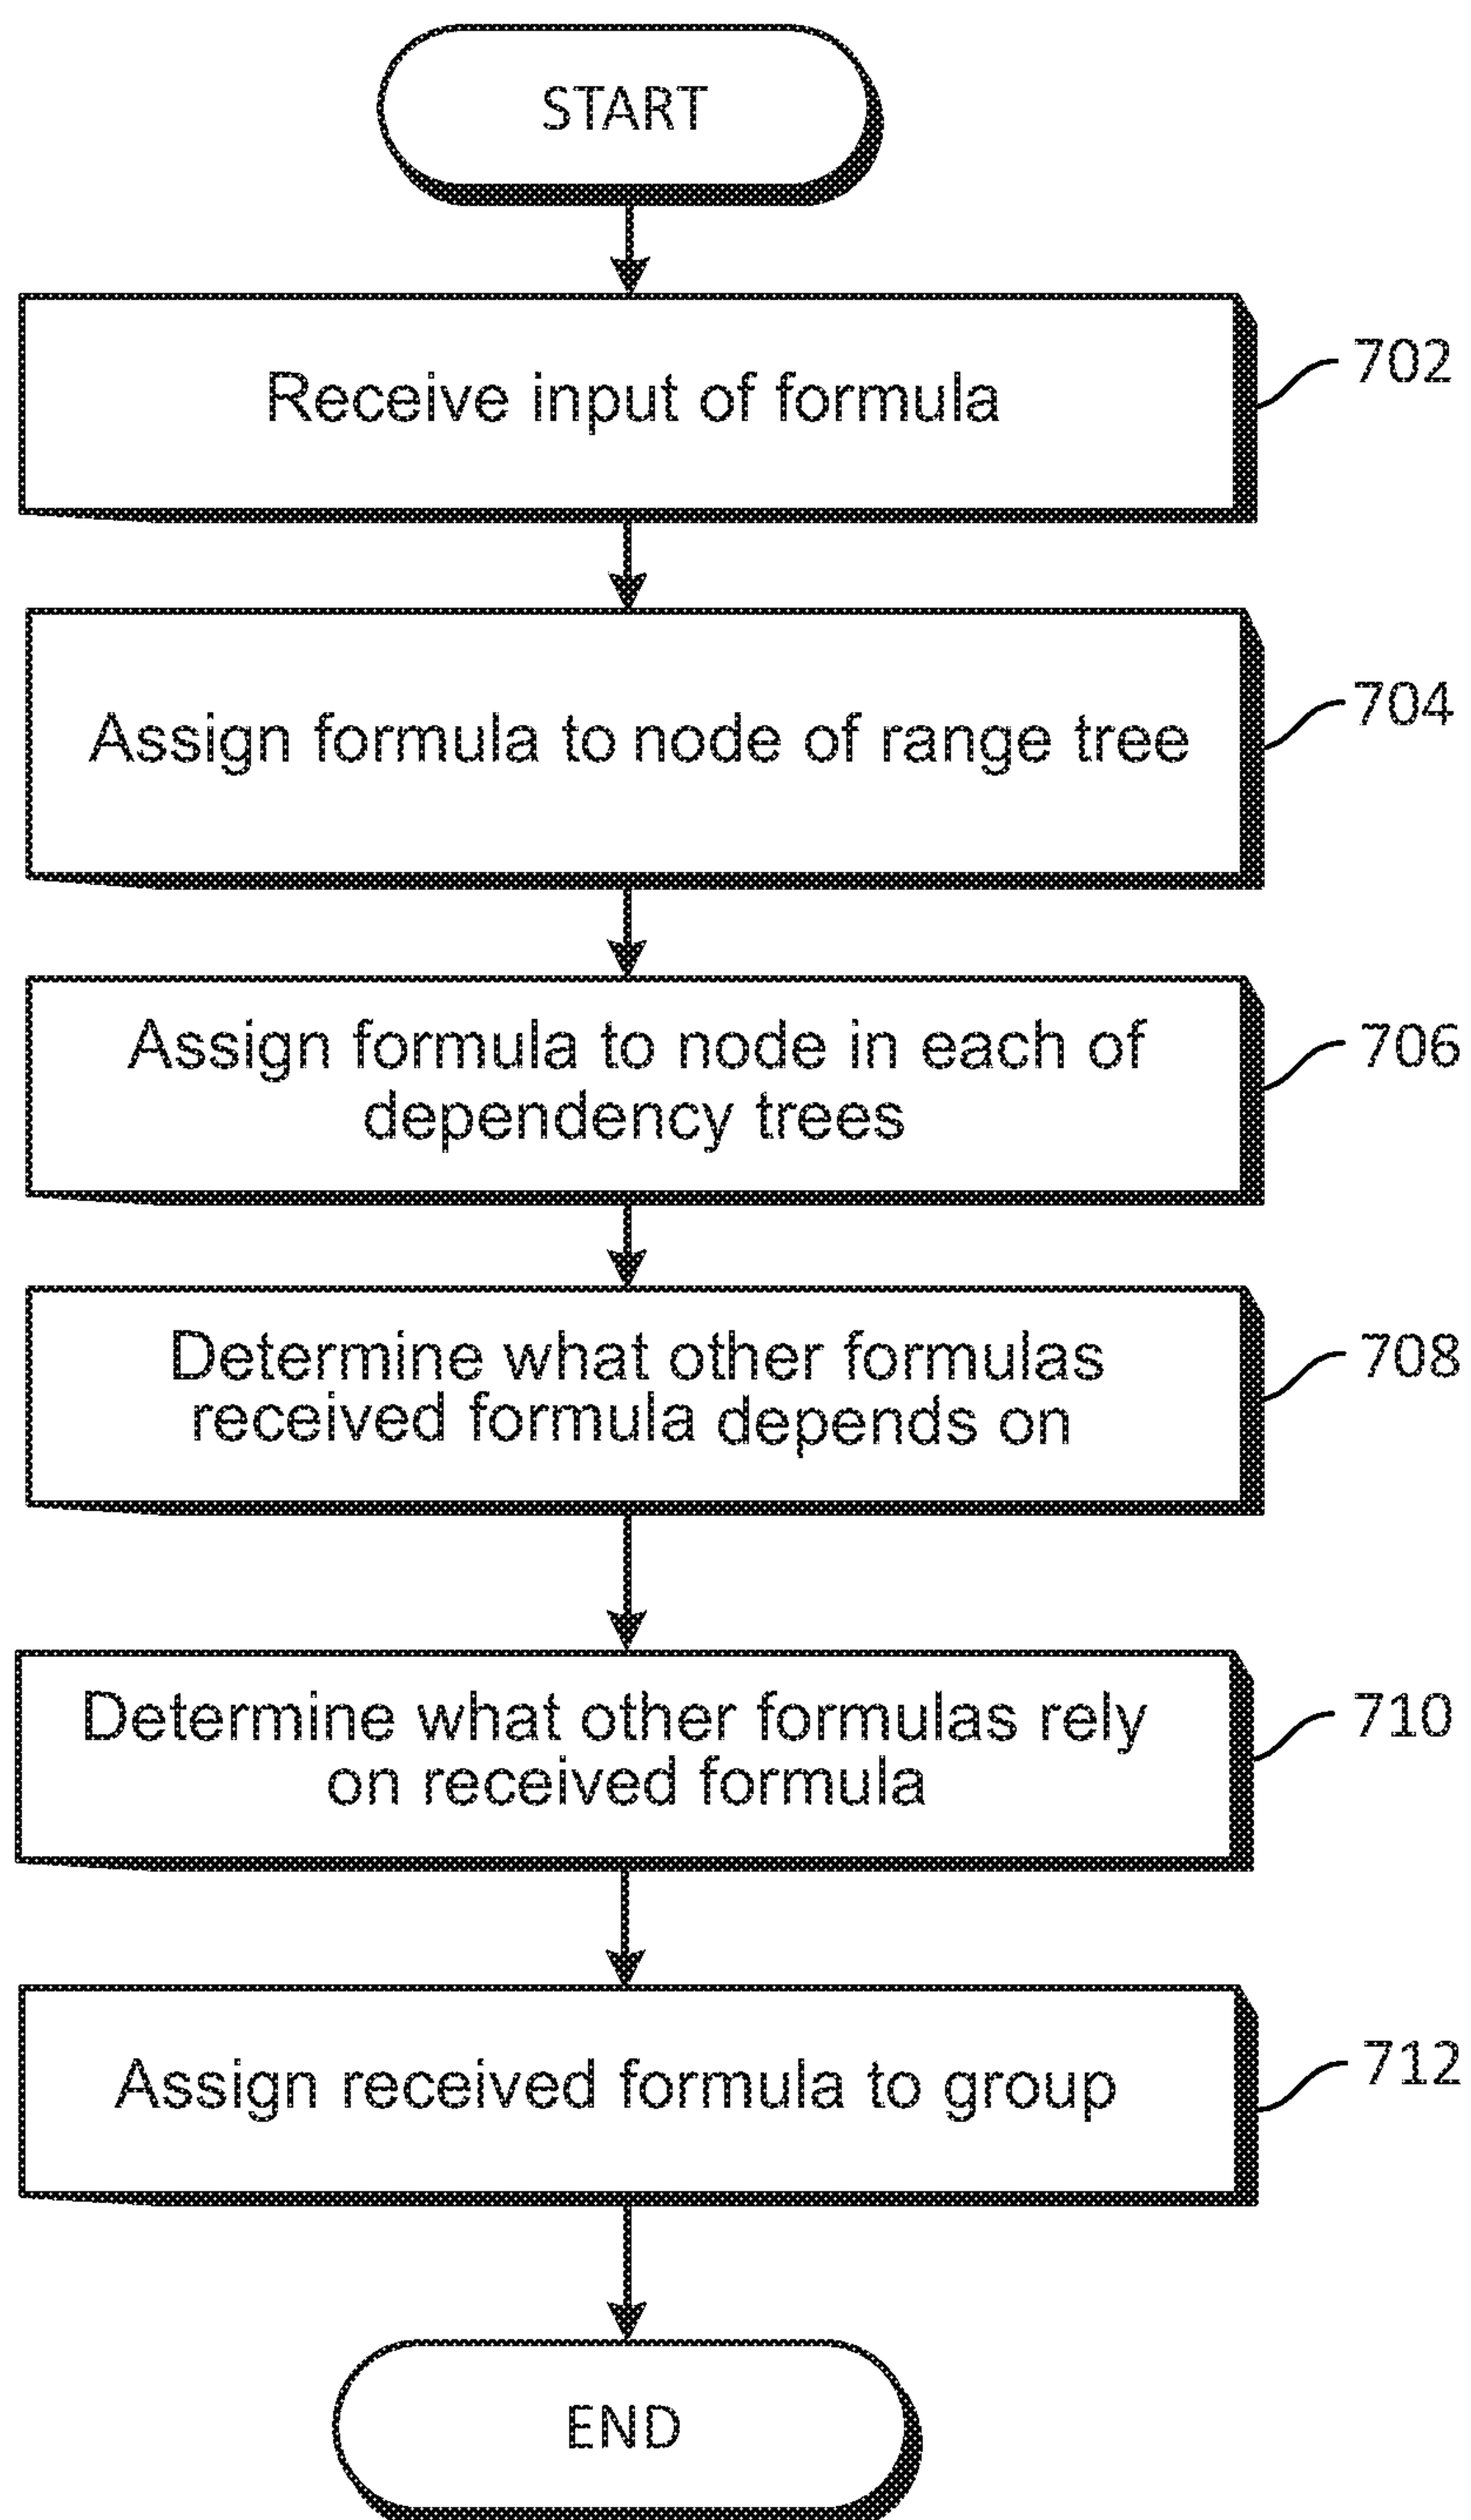 START
Receive input of formula
702
Assign formula to node of range tree
704
Assign formula to node in each of
dependency trees
706
Determine what other formulas
received formula depends on
708
Determine what other formulas rely
on received formula
710
Assign received formula to group
712
END